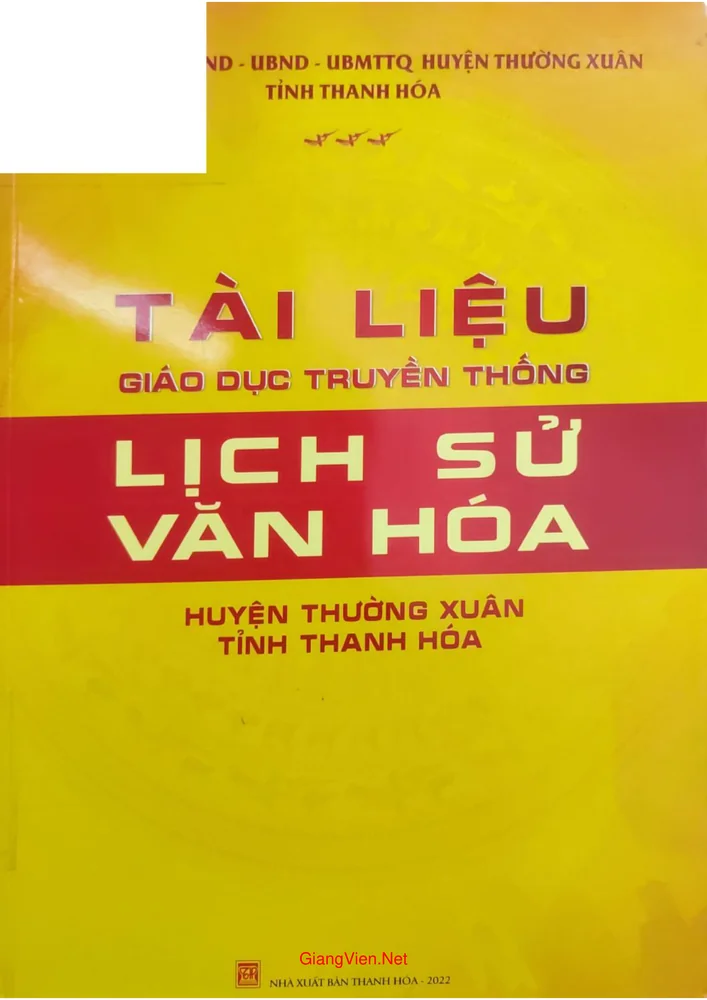 ND - UBND - UBMTTQ HUYỆN THƯỜNG XUÂN
TỈNH THANH HÓA
TÀI LIỆU
GIÁO DỤC TRUYỀN THỐNG
LỊCH SỬ
VĂN HÓA
HUYỆN THƯỜNG XUÂN
TỈNH THANH HÓA
GiangVien.Net
NHÀ XUẤT BẢN THANH HÓA - 2022